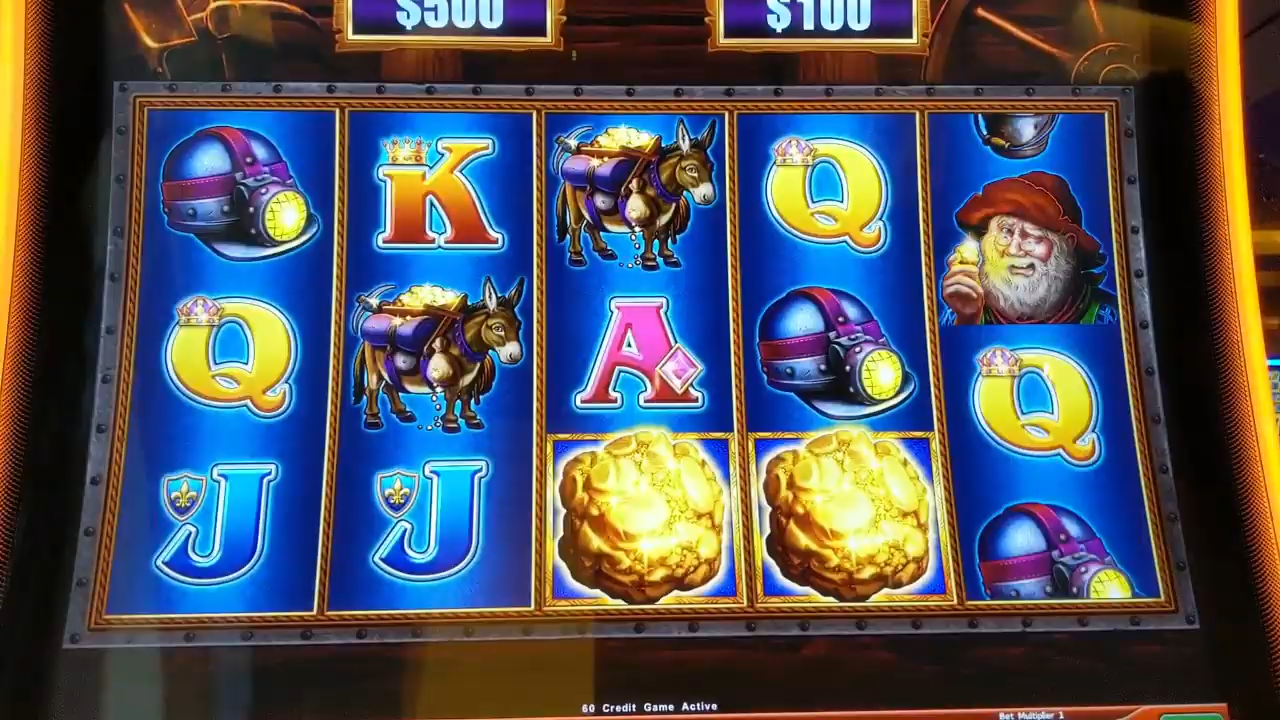 $500 $100
K Q
Q A
Q
J J
60 Credit Game Active
Bet Multiplier 1